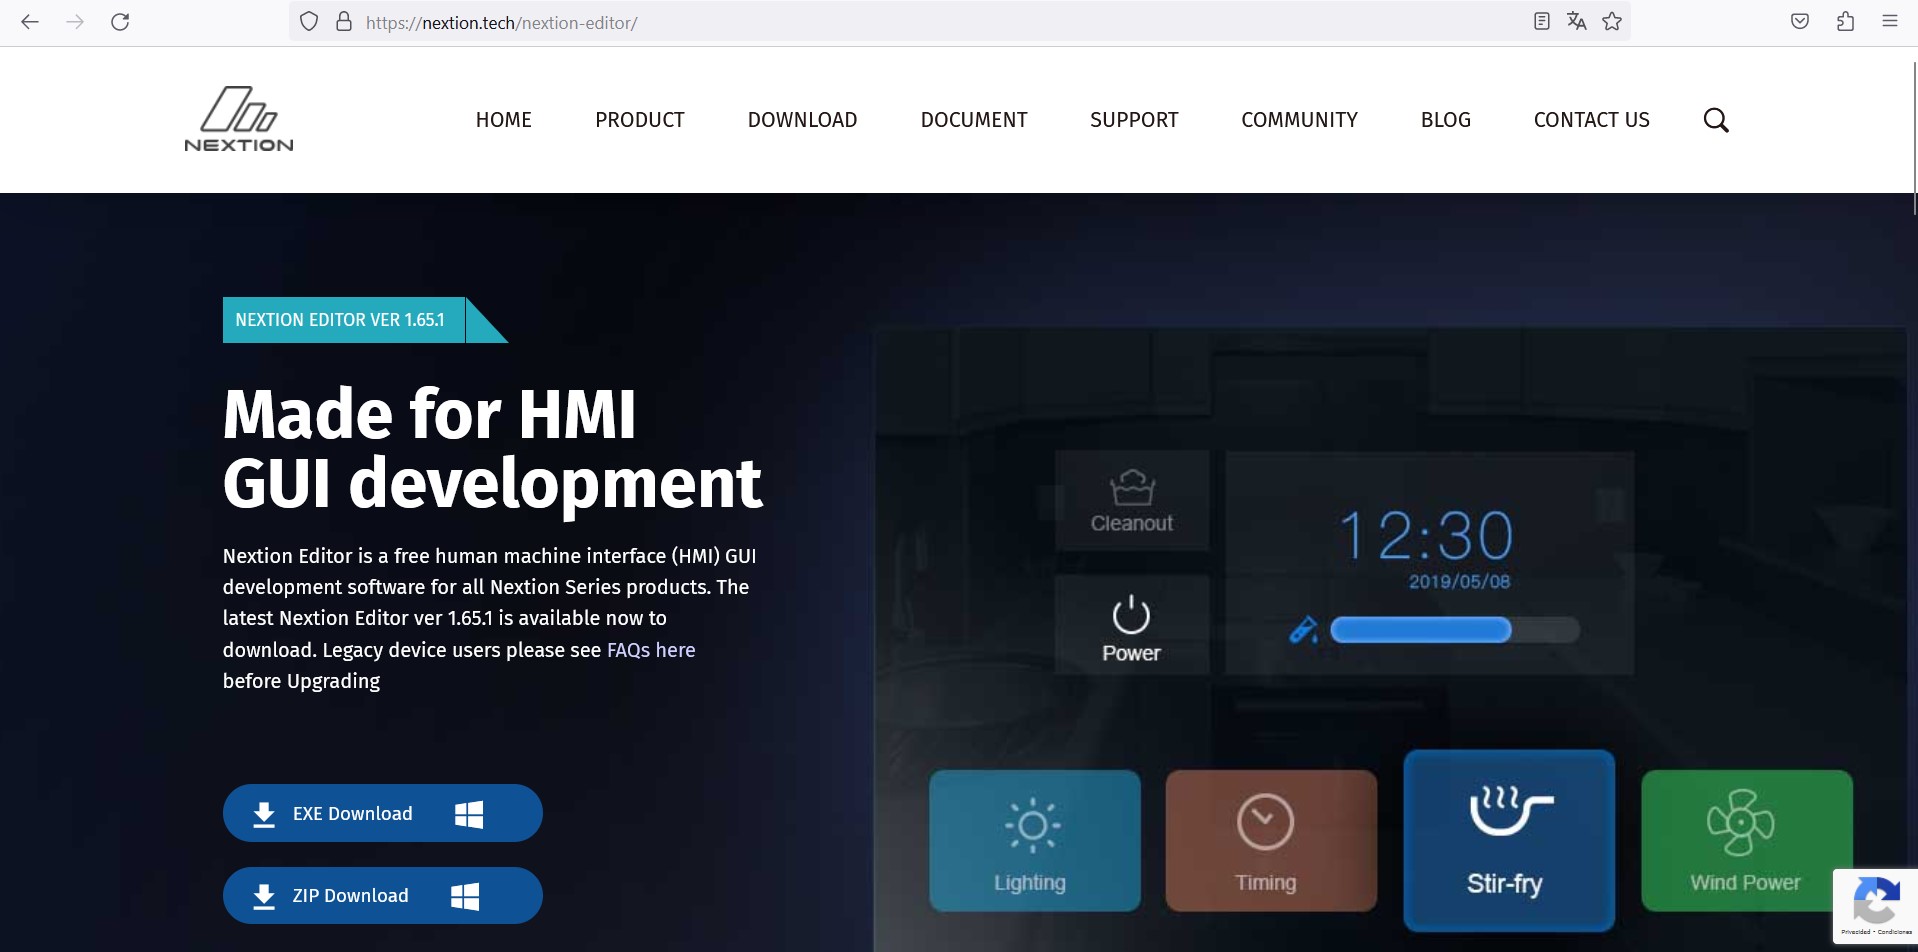 https://nextion.tech/nextion-editor/
NEXTION
HOME PRODUCT DOWNLOAD DOCUMENT SUPPORT COMMUNITY BLOG CONTACT US
NEXTION EDITOR VER 1.65.1
Made for HMI
GUI development
Nextion Editor is a free human machine interface (HMI) GUI
development software for all Nextion Series products. The
latest Nextion Editor ver 1.65.1 is available now to
download. Legacy device users please see FAQs here
before Upgrading
EXE Download
ZIP Download
Cleanout
Power
12:30
2019/05/08
Lighting
Timing
Stir-fry
Wind Power
Privacidad • Condiciones